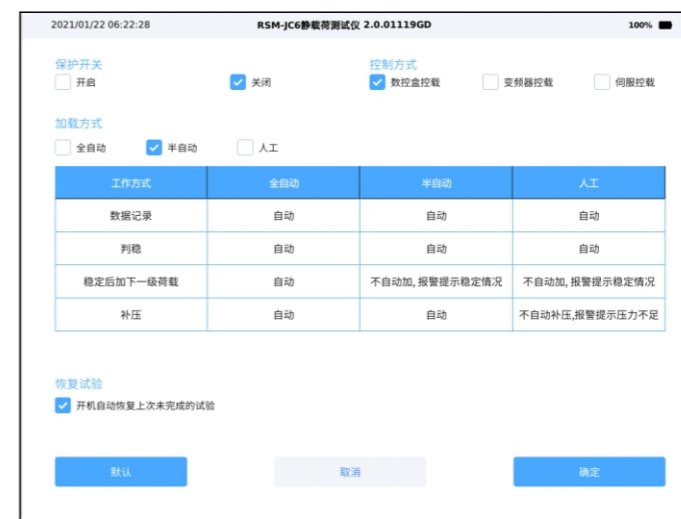 2021/01/22 06:22:28 RSM-JC6静载荷测试仪 2.0.01119GD 100%
保护开关 控制方式
开启 关闭 数控盒控载 变频器控载 伺服控载
加载方式
全自动 半自动 人工
工作方式 全自动 半自动 人工
数据记录 自动 自动 自动
判稳 自动 自动 自动
稳定后加下一级荷载 自动 不自动加, 报警提示稳定情况 不自动加, 报警提示稳定情况
补压 自动 自动 不自动补压,报警提示压力不足
恢复试验
开机自动恢复上次未完成的试验
默认 取消 确定